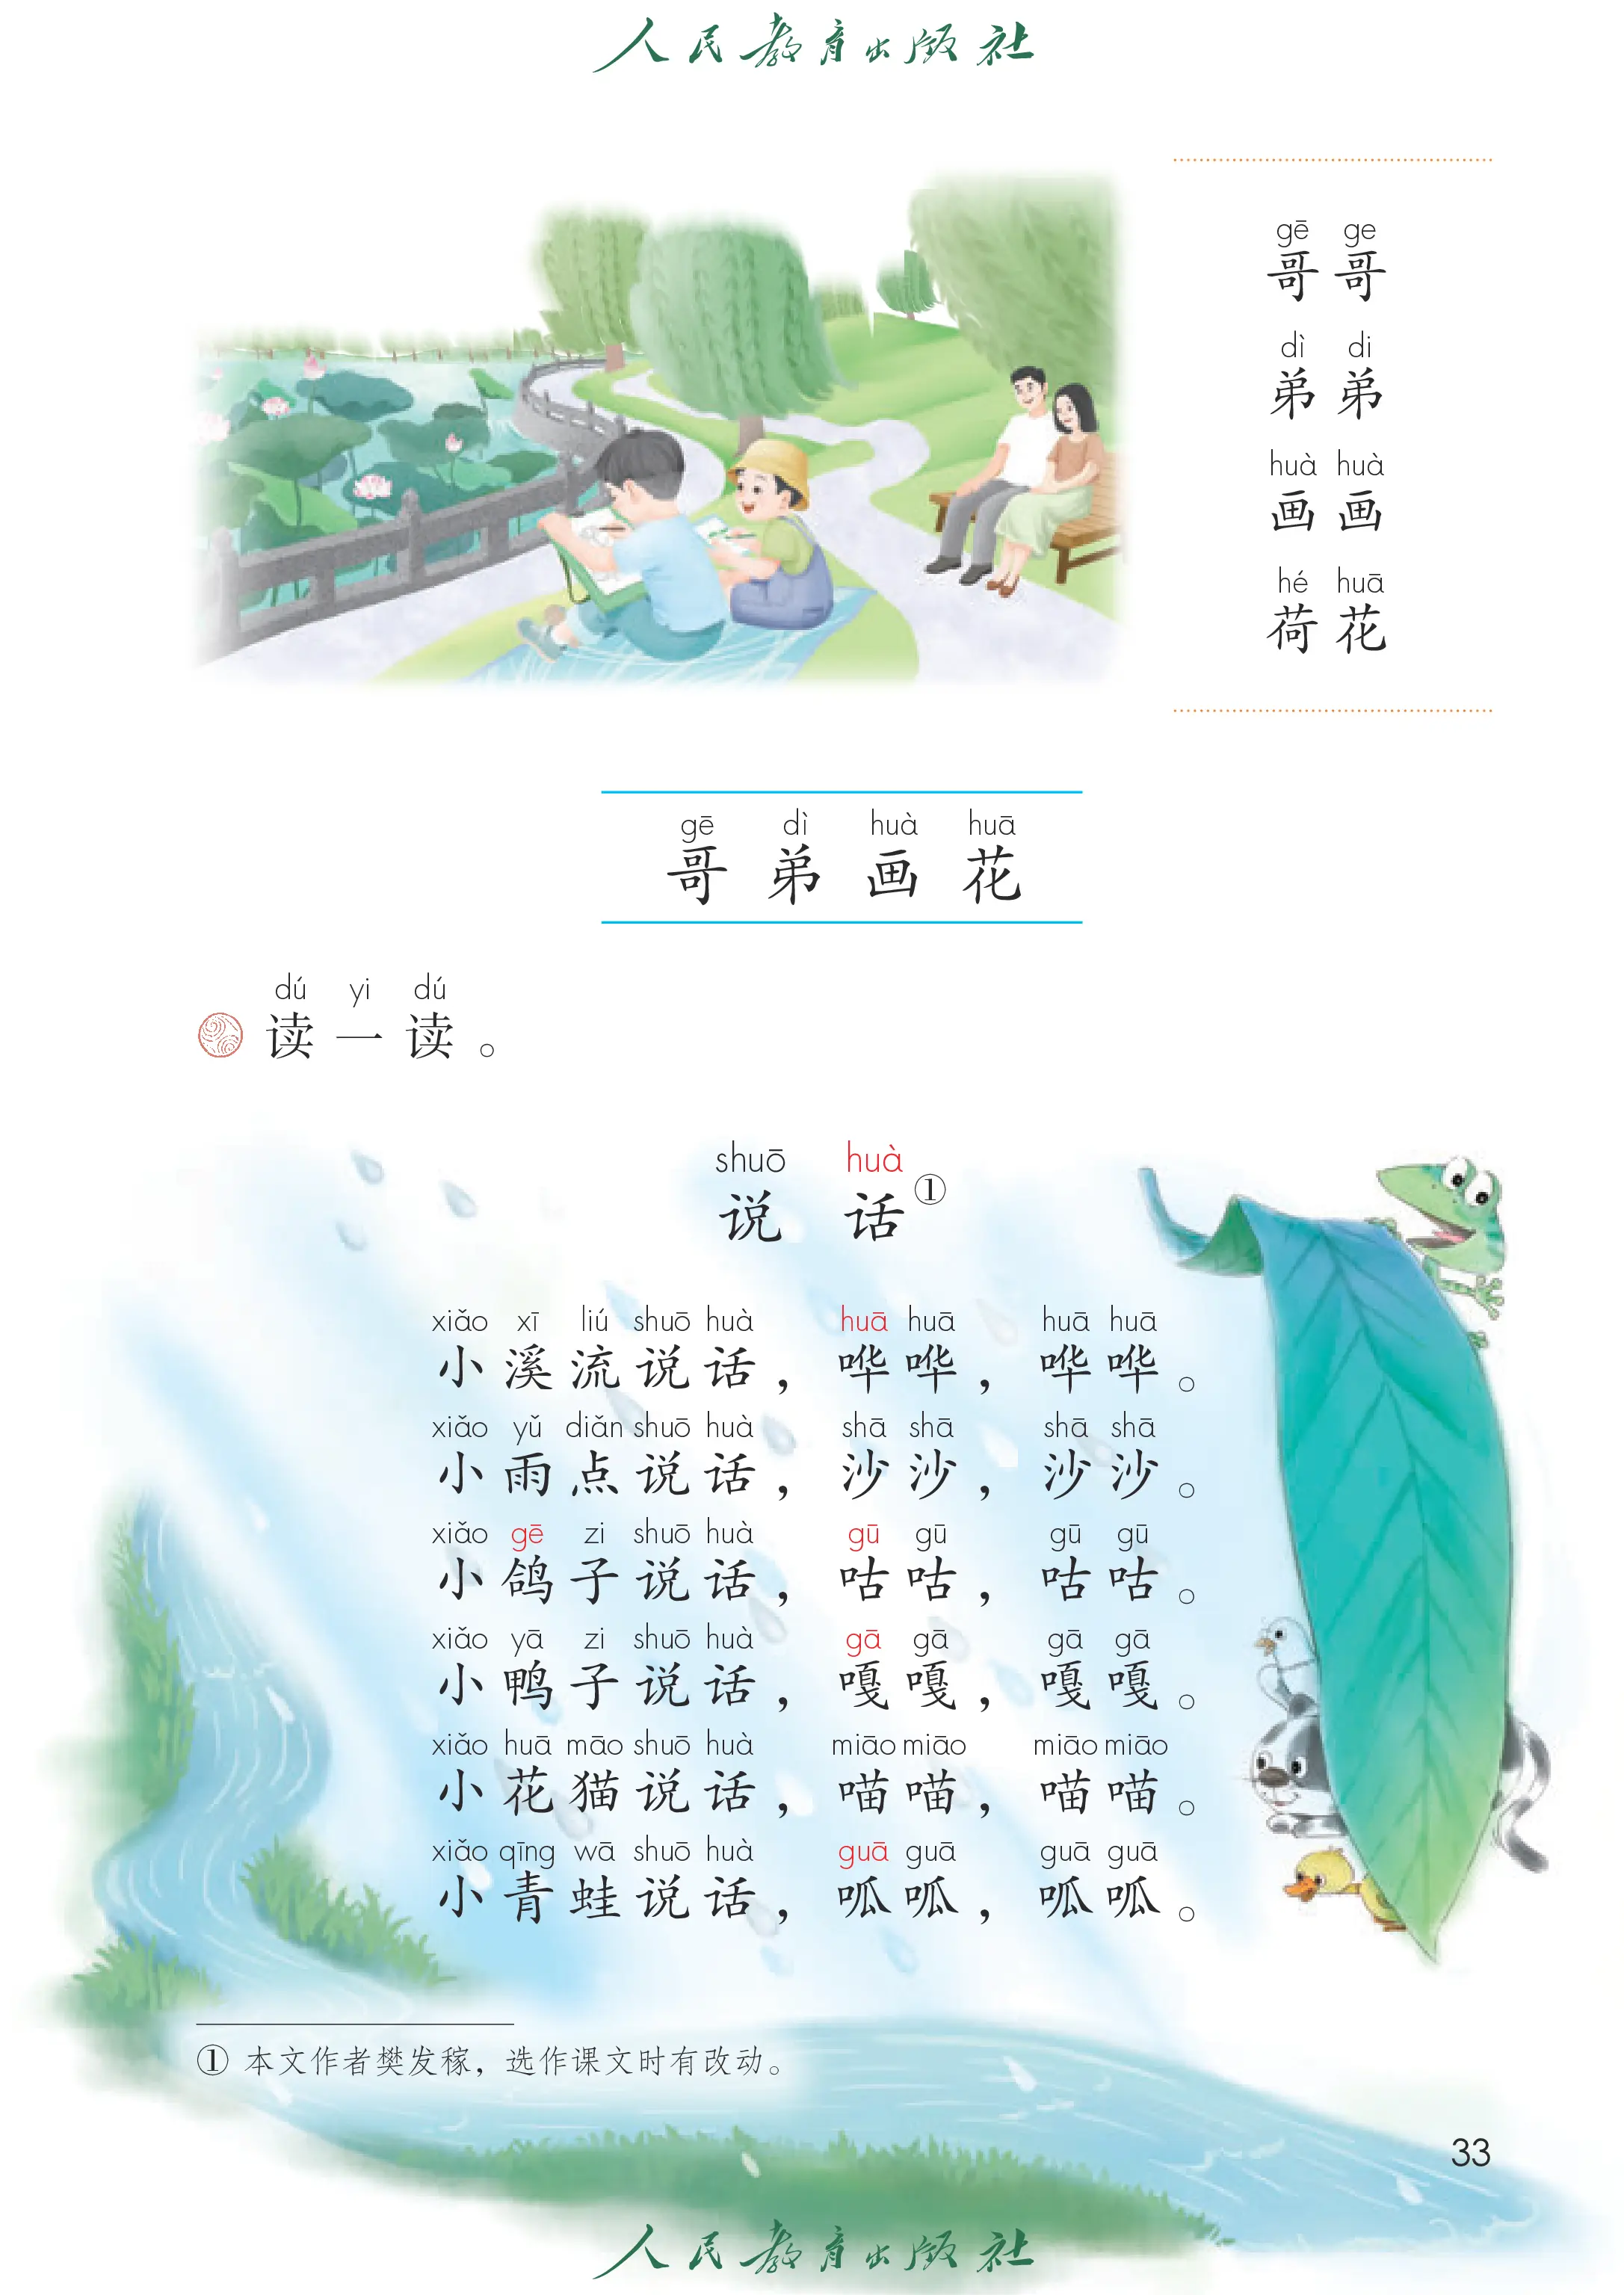 人民教育出版社
gē ge
哥哥
dì di
弟弟
huà huà
画画
hé huā
荷花
gē dì huà huā
哥 弟 画 花
dú yi dú
读一读。
shuō huà
说 话①
xiǎo xī liú shuō huà huā huā huā huā
小溪流说话，哗哗，哗哗。
xiǎo yǔ diǎn shuō huà shā shā shā shā
小雨点说话，沙沙，沙沙。
xiǎo gē zi shuō huà gū gū gū gū
小鸽子说话，咕咕，咕咕。
xiǎo yā zi shuō huà gā gā gā gā
小鸭子说话，嘎嘎，嘎嘎。
xiǎo huā māo shuō huà miāo miāo miāo miāo
小花猫说话，喵喵，喵喵。
xiǎo qīng wā shuō huà guā guā guā guā
小青蛙说话，呱呱，呱呱。
① 本文作者樊发稼，选作课文时有改动。
33
人民教育出版社